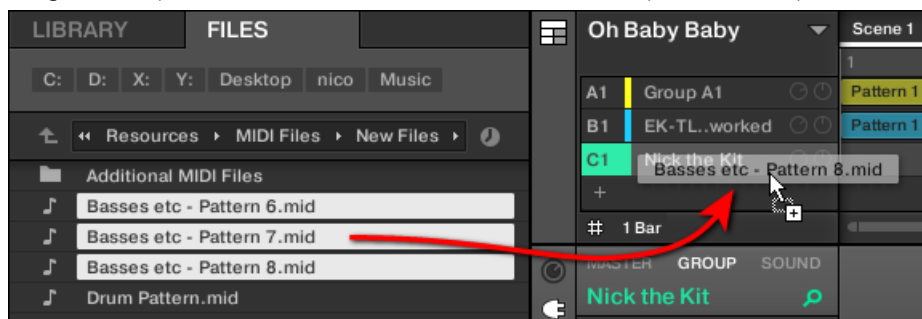 LIBRARY FILES
C: D: X: Y: Desktop nico Music
Resources MIDI Files New Files
Additional MIDI Files
Basses etc - Pattern 6.mid
Basses etc - Pattern 7.mid
Basses etc - Pattern 8.mid
Drum Pattern.mid
Oh Baby Baby
A1 Group A1
B1 EK-TL..worked
C1 Nick the Kit
Basses etc - Pattern 8.mid
+
# 1 Bar
MASTER GROUP SOUND
Nick the Kit
Scene 1
1
Pattern 1
Pattern 1